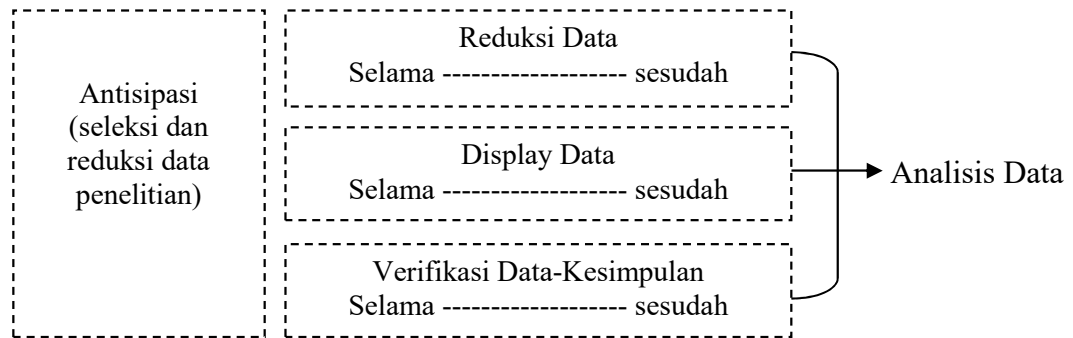 Antisipasi
(seleksi dan
reduksi data
penelitian)
Reduksi Data
Selama -------------------- sesudah
Display Data
Selama -------------------- sesudah
Verifikasi Data-Kesimpulan
Selama -------------------- sesudah
Analisis Data